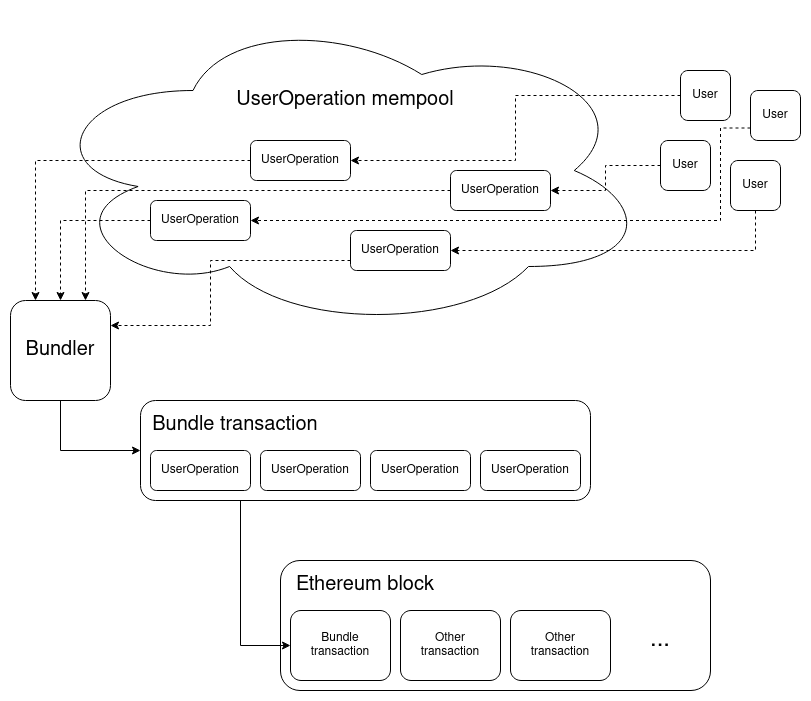 UserOperation mempool
User
User
UserOperation
User
UserOperation
User
UserOperation
UserOperation
Bundler
Bundle transaction
UserOperation
UserOperation
UserOperation
UserOperation
Ethereum block
Bundle
transaction
Other
transaction
Other
transaction
...